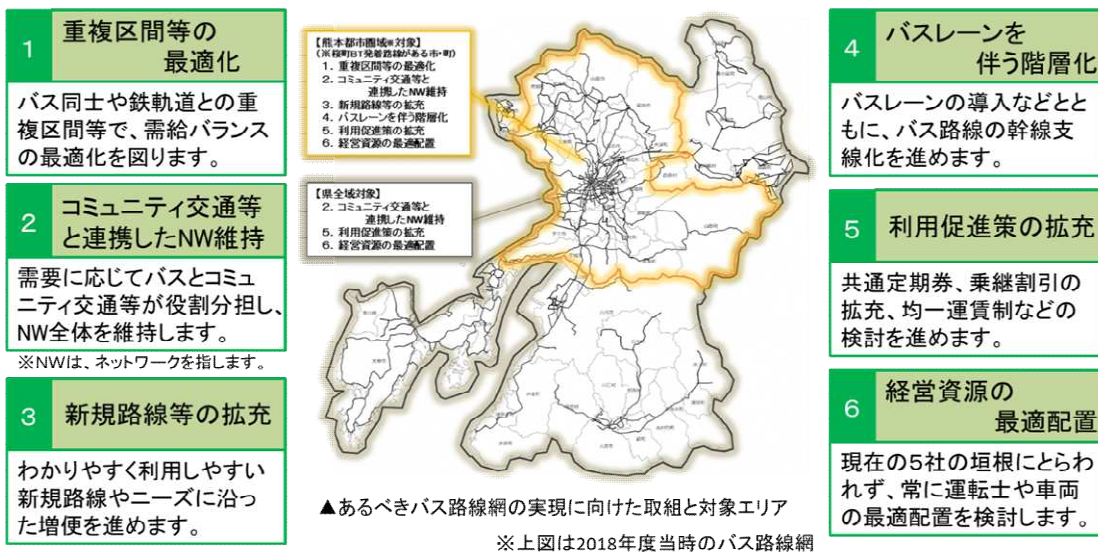 1
重複区間等の
最適化
バス同士や鉄軌道との重
複区間等で、需給バランス
の最適化を図ります。
2
コミュニティ交通等
と連携したNW維持
需要に応じてバスとコミュ
ニティ交通等が役割分担し、
NW全体を維持します。
※NWは、ネットワークを指します。
3
新規路線等の拡充
わかりやすく利用しやすい
新規路線やニーズに沿っ
た増便を進めます。
【熊本都市圏域※対象】
(※桜町BT発着路線がある市・町)
1. 重複区間等の最適化
2. コミュニティ交通等と
連携したNW維持
3. 新規路線等の拡充
4. バスレーンを伴う階層化
5. 利用促進策の拡充
6. 経営資源の最適配置
【県全域対象】
2. コミュニティ交通等と
連携したNW維持
5. 利用促進策の拡充
6. 経営資源の最適配置
▲あるべきバス路線網の実現に向けた取組と対象エリア
※上図は2018年度当時のバス路線網
4
バスレーンを
伴う階層化
バスレーンの導入などとと
もに、バス路線の幹線支
線化を進めます。
5
利用促進策の拡充
共通定期券、乗継割引の
拡充、均一運賃制などの
検討を進めます。
6
経営資源の
最適配置
現在の5社の垣根にとらわ
れず、常に運転士や車両
の最適配置を検討します。